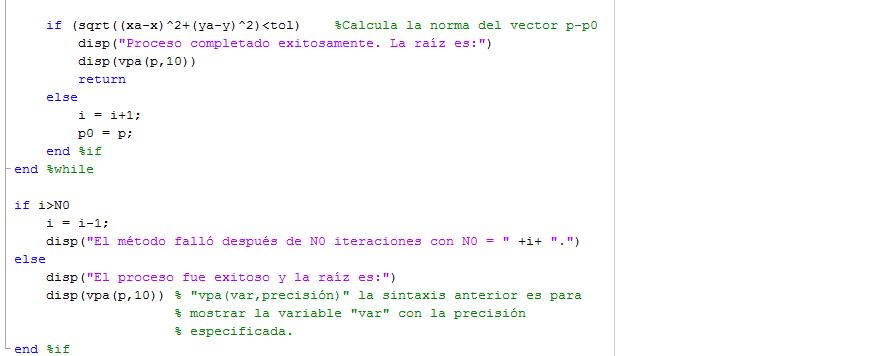 if (sqrt((xa-x)^2+(ya-y)^2)<tol)    %Calcula la norma del vector p-p0
disp("Proceso completado exitosamente. La raíz es:")
disp(vpa(p,10))
return
else
i = i+1;
p0 = p;
end %if
end %while
if i>N0
i = i-1;
disp("El método falló después de N0 iteraciones con N0 = " +i+ ".")
else
disp("El proceso fue exitoso y la raíz es:")
disp(vpa(p,10)) % "vpa(var,precisión)" la sintaxis anterior es para
% mostrar la variable "var" con la precisión
% especificada.
end %if